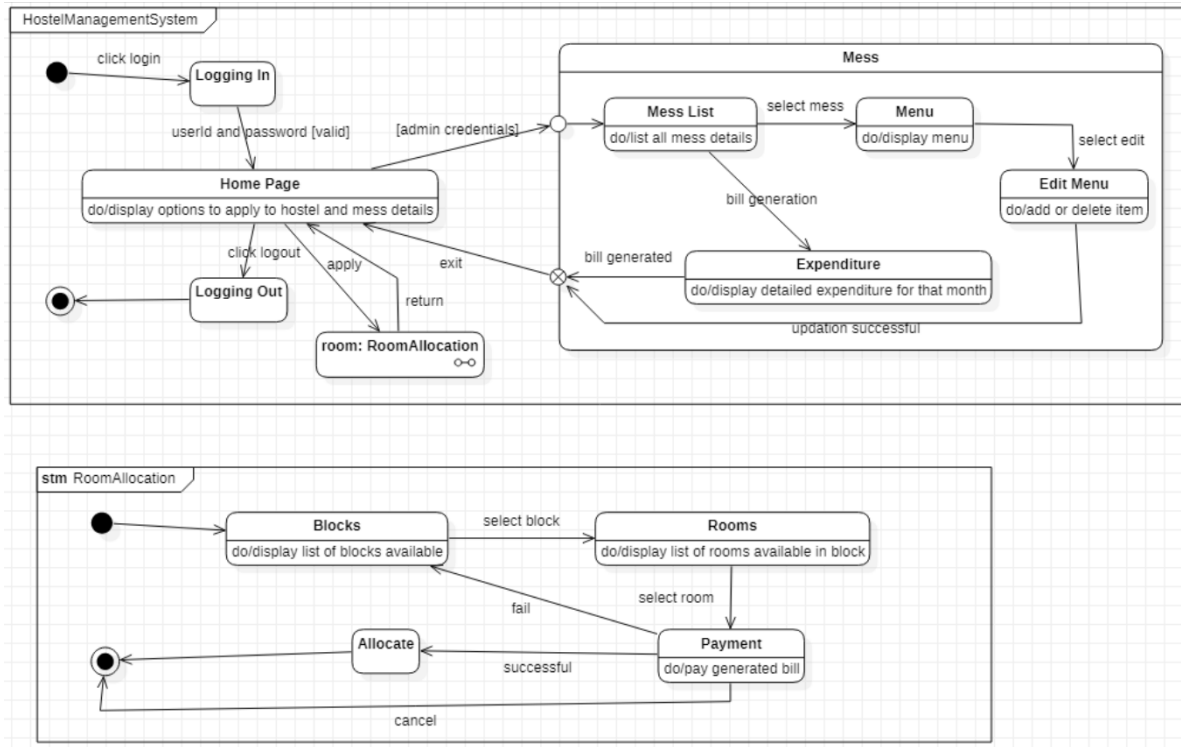 HostelManagementSystem
click login
Logging In
userId and password [valid]
[admin credentials]
Home Page
do/display options to apply to hostel and mess details
click logout
apply
exit
return
Logging Out
room: RoomAllocation
Mess
Mess List
do/list all mess details
select mess
Menu
do/display menu
select edit
Edit Menu
do/add or delete item
bill generation
bill generated
Expenditure
do/display detailed expenditure for that month
updation successful
stm RoomAllocation
Blocks
do/display list of blocks available
select block
Rooms
do/display list of rooms available in block
select room
fail
Payment
do/pay generated bill
Allocate
successful
cancel